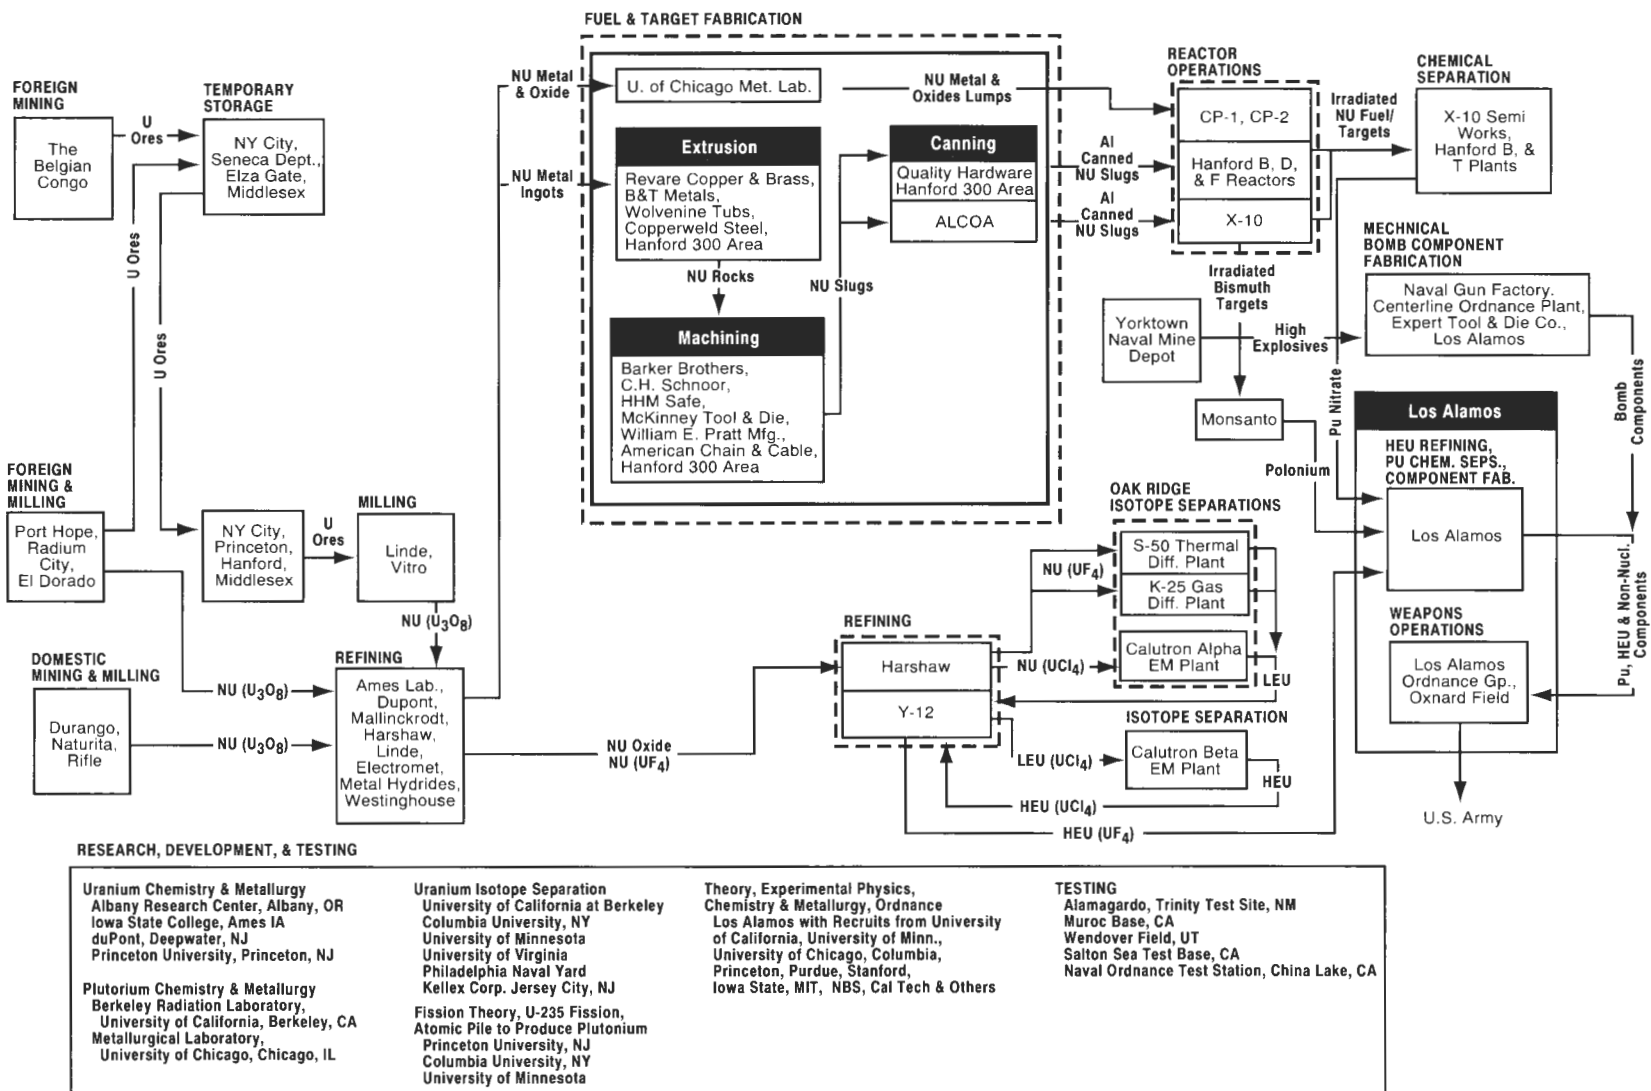 FUEL & TARGET FABRICATION
FOREIGN
MINING
The
Belgian
Congo
U
Ores
TEMPORARY
STORAGE
NY City,
Seneca Dept.,
Elza Gate,
Middlesex
U Ores
U Ores
FOREIGN
MINING &
MILLING
Port Hope,
Radium
City,
El Dorado
NY City,
Princeton,
Hanford,
Middlesex
U
Ores
MILLING
Linde,
Vitro
NU (U3O8)
DOMESTIC
MINING & MILLING
Durango,
Naturita,
Rifle
NU (U3O8)
NU (U3O8)
REFINING
Ames Lab.,
Dupont,
Mallinckrodt,
Harshaw,
Linde,
Electromet,
Metal Hydrides,
Westinghouse
NU Metal
& Oxide
NU Metal
Ingots
U. of Chicago Met. Lab.
NU Metal &
Oxides Lumps
Extrusion
Revare Copper & Brass,
B&T Metals,
Wolvenine Tubs,
Copperweld Steel,
Hanford 300 Area
NU Rocks
Machining
Barker Brothers,
C.H. Schnoor,
HHM Safe,
McKinney Tool & Die,
William E. Pratt Mfg.,
American Chain & Cable,
Hanford 300 Area
NU Slugs
Canning
Quality Hardware
Hanford 300 Area
ALCOA
Al
Canned
NU Slugs
Al
Canned
NU Slugs
REACTOR
OPERATIONS
CP-1, CP-2
Hanford B, D,
& F Reactors
X-10
Irradiated
NU Fuel/
Targets
CHEMICAL
SEPARATION
X-10 Semi
Works,
Hanford B, &
T Plants
Irradiated
Bismuth
Targets
Yorktown
Naval Mine
Depot
High
Explosives
MECHNICAL
BOMB COMPONENT
FABRICATION
Naval Gun Factory.
Centerline Ordnance Plant,
Expert Tool & Die Co.,
Los Alamos
Monsanto
Polonium
Pu Nitrate
Bomb
Components
Los Alamos
HEU REFINING,
PU CHEM. SEPS.,
COMPONENT FAB.
Los Alamos
Pu, HEU & Non-Nucl.
Components
WEAPONS
OPERATIONS
Los Alamos
Ordnance Gp.,
Oxnard Field
U.S. Army
OAK RIDGE
ISOTOPE SEPARATIONS
S-50 Thermal
Diff. Plant
K-25 Gas
Diff. Plant
Calutron Alpha
EM Plant
NU (UF4)
NU (UCl4)
LEU
REFINING
Harshaw
Y-12
NU Oxide
NU (UF4)
ISOTOPE SEPARATION
LEU (UCl4)
Calutron Beta
EM Plant
HEU
HEU (UCl4)
HEU (UF4)
RESEARCH, DEVELOPMENT, & TESTING
Uranium Chemistry & Metallurgy
Albany Research Center, Albany, OR
Iowa State College, Ames IA
duPont, Deepwater, NJ
Princeton University, Princeton, NJ
Plutorium Chemistry & Metallurgy
Berkeley Radiation Laboratory,
University of California, Berkeley, CA
Metallurgical Laboratory,
University of Chicago, Chicago, IL
Uranium Isotope Separation
University of California at Berkeley
Columbia University, NY
University of Minnesota
University of Virginia
Philadelphia Naval Yard
Kellex Corp. Jersey City, NJ
Fission Theory, U-235 Fission,
Atomic Pile to Produce Plutonium
Princeton University, NJ
Columbia University, NY
University of Minnesota
Theory, Experimental Physics,
Chemistry & Metallurgy, Ordnance
Los Alamos with Recruits from University
of California, University of Minn.,
University of Chicago, Columbia,
Princeton, Purdue, Stanford,
Iowa State, MIT, NBS, Cal Tech & Others
TESTING
Alamagardo, Trinity Test Site, NM
Muroc Base, CA
Wendover Field, UT
Salton Sea Test Base, CA
Naval Ordnance Test Station, China Lake, CA